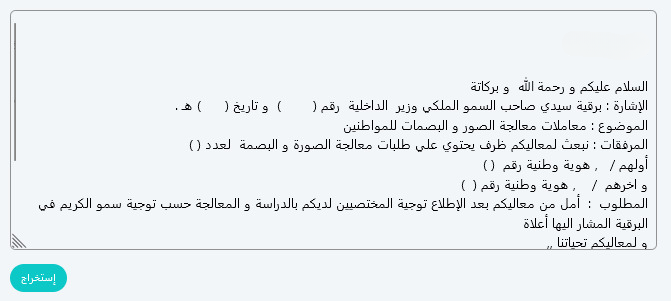 السلام عليكم و رحمة الله  و بركاتة
الإشارة : برقية سيدي صاحب السمو الملكي وزير  الداخلية  رقم (       )  و تاريخ (     ) هـ .
الموضوع : معاملات معالجة الصور و البصمات للمواطنين
المرفقات : نبعث لمعاليكم ظرف يحتوي علي طلبات معالجة الصورة و البصمة  لعدد ( )
أولهم /   , هوية وطنية رقم  ( )
و اخرهم  /    , هوية وطنية رقم ( )
المطلوب  :  أمل من معاليكم بعد الإطلاع توجية المختصيين لديكم بالدراسة و المعالجة حسب توجية سمو الكريم في
البرقية المشار اليها أعلاة
و لمعاليكم تحياتنا ,,
إستخراج